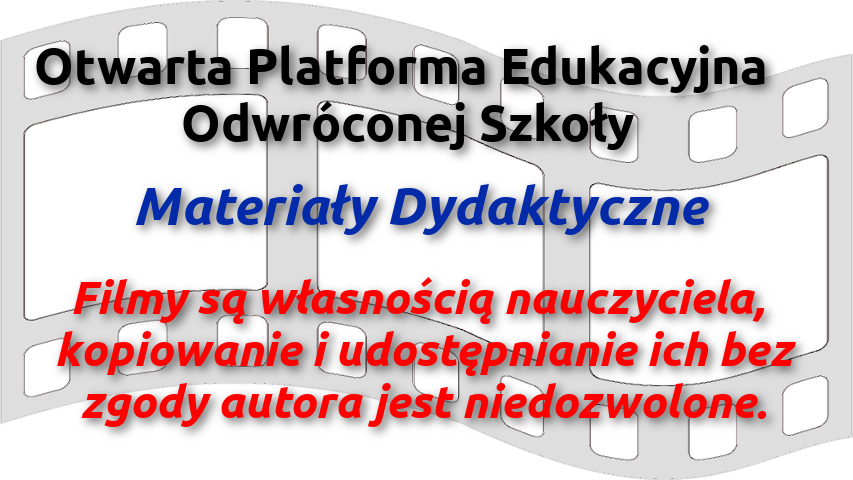 Otwarta Platforma Edukacyjna
Odwróconej Szkoły
Materiały Dydaktyczne
Filmy są własnością nauczyciela,
kopiowanie i udostępnianie ich bez
zgody autora jest niedozwolone.